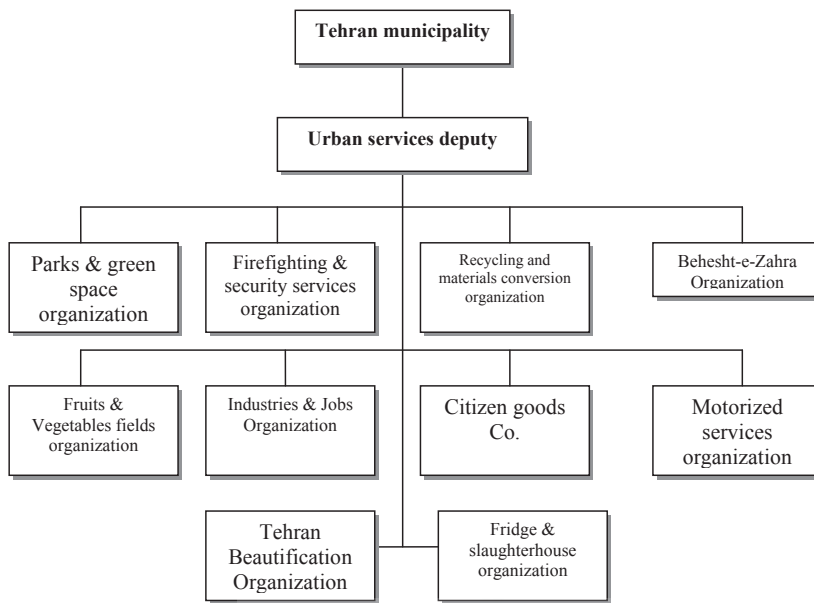 Tehran municipality
Urban services deputy
Parks & green
space
organization
Firefighting &
security services
organization
Recycling and
materials conversion
organization
Behesht-e-Zahra
Organization
Fruits &
Vegetables fields
organization
Industries & Jobs
Organization
Citizen goods
Co.
Motorized
services
organization
Tehran
Beautification
Organization
Fridge &
slaughterhouse
organization